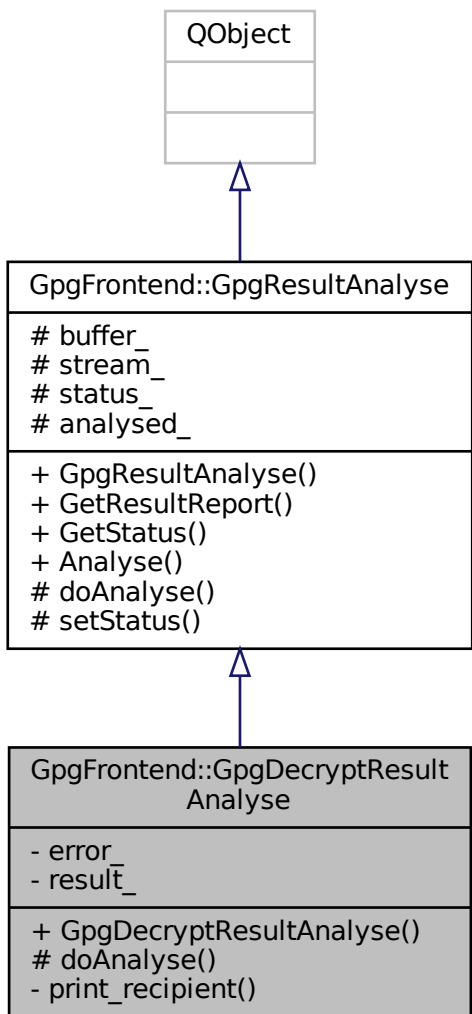 QObject
GpgFrontend::GpgResultAnalyse
# buffer_
# stream_
# status_
# analysed_
+ GpgResultAnalyse()
+ GetResultReport()
+ GetStatus()
+ Analyse()
# doAnalyse()
# setStatus()
GpgFrontend::GpgDecryptResult
Analyse
- error_
- result_
+ GpgDecryptResultAnalyse()
# doAnalyse()
- print_recipient()